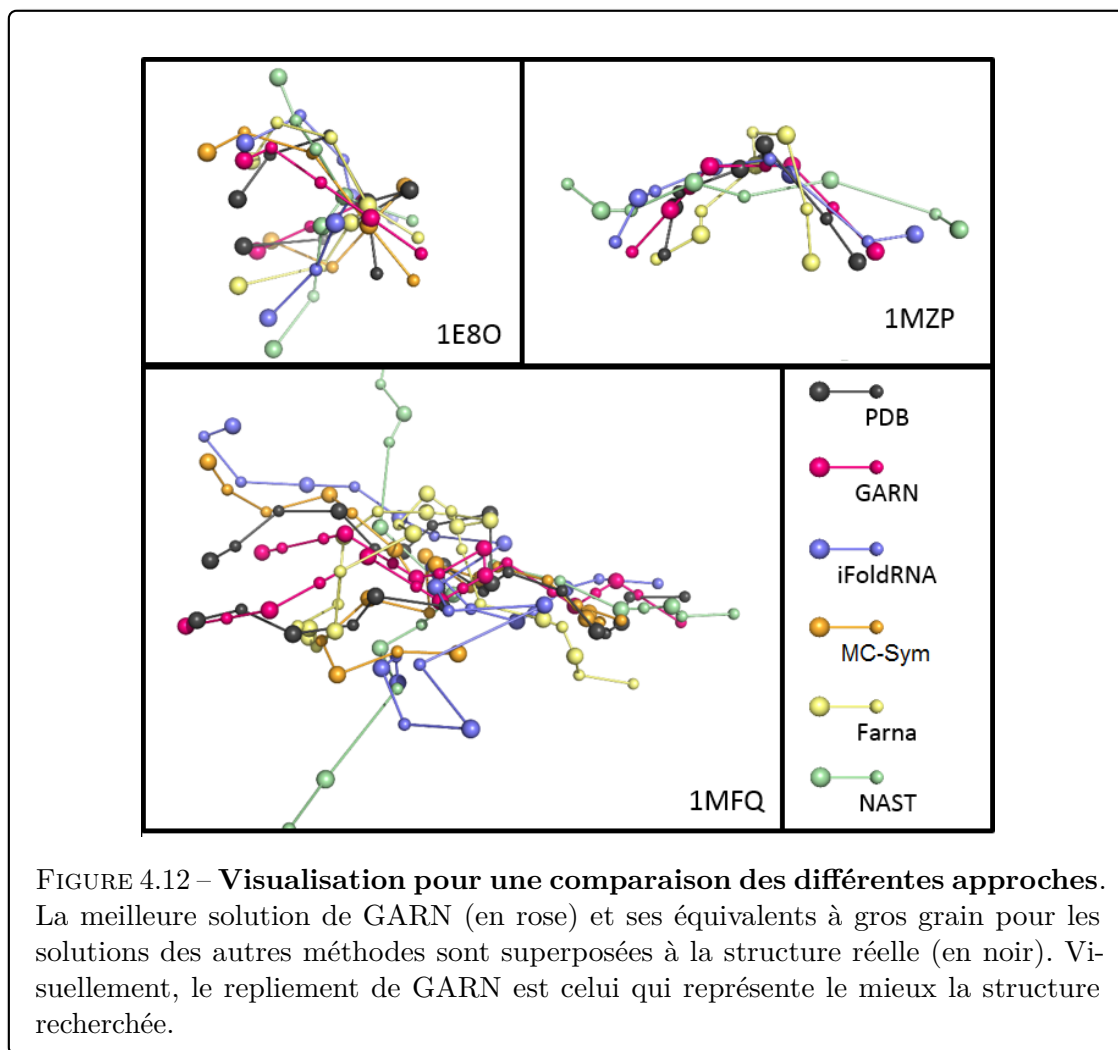 1E8O
1MZP
1MFQ
PDB
GARN
iFoldRNA
MC-Sym
Farna
NAST
FIGURE 4.12 – Visualisation pour une comparaison des différentes approches.
La meilleure solution de GARN (en rose) et ses équivalents à gros grain pour les
solutions des autres méthodes sont superposées à la structure réelle (en noir). Vi-
suellement, le repliement de GARN est celui qui représente le mieux la structure
recherchée.